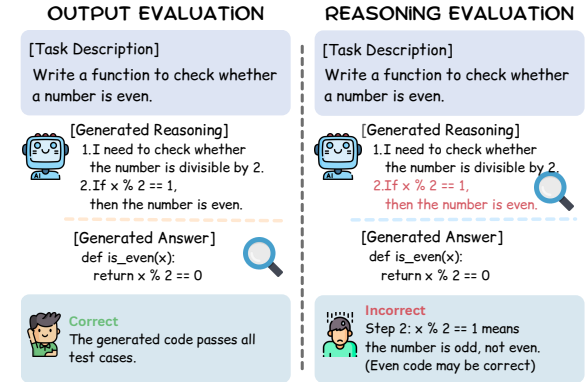 OUTPUT EVALUATION
[Task Description]
Write a function to check whether
a number is even.
[Generated Reasoning]
1.I need to check whether
the number is divisible by 2.
2.If x % 2 == 1,
then the number is even.
AI
[Generated Answer]
def is_even(x):
return x % 2 == 0
Correct
The generated code passes all
test cases.
REASONING EVALUATION
[Task Description]
Write a function to check whether
a number is even.
[Generated Reasoning]
1.I need to check whether
the number is divisible by 2.
2.If x % 2 == 1,
then the number is even.
AI
[Generated Answer]
def is_even(x):
return x % 2 == 0
Incorrect
Step 2: x % 2 == 1 means
the number is odd, not even.
(Even code may be correct)